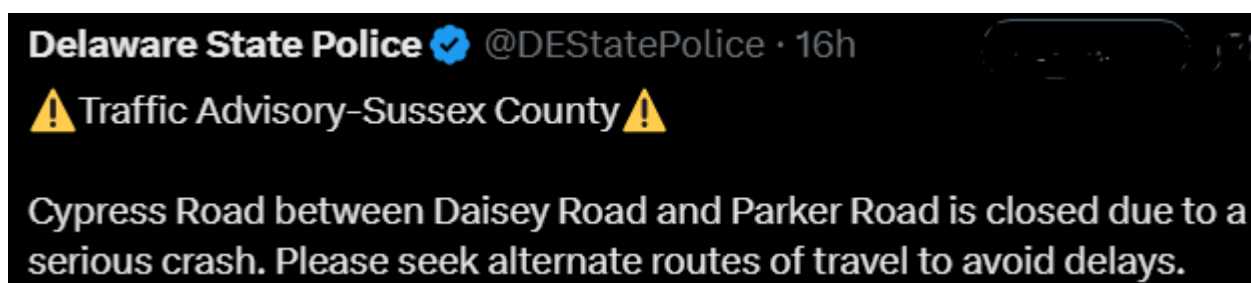 Delaware State Police @DEStatePolice · 16h
⚠️Traffic Advisory-Sussex County⚠️
Cypress Road between Daisey Road and Parker Road is closed due to a
serious crash. Please seek alternate routes of travel to avoid delays.